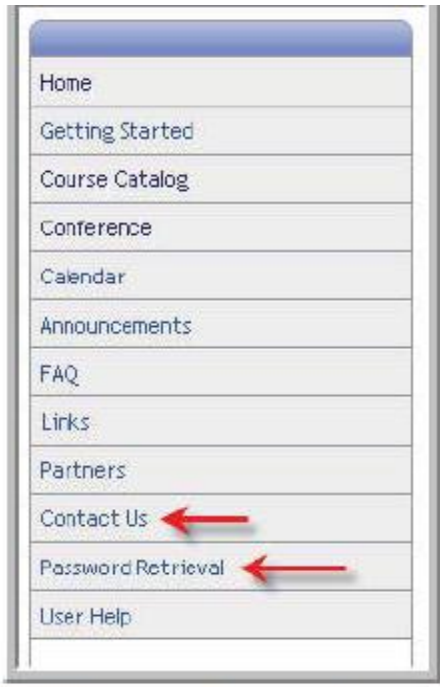 Home
Getting Started
Course Catalog
Conference
Calendar
Announcements
FAQ
Links
Partners
Contact Us
Password Retrieval
User Help